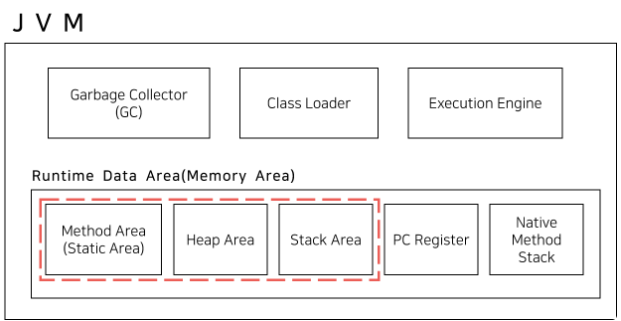 J V M
Garbage Collector
(GC)
Class Loader
Execution Engine
Runtime Data Area(Memory Area)
Method Area
(Static Area)
Heap Area
Stack Area
PC Register
Native
Method
Stack